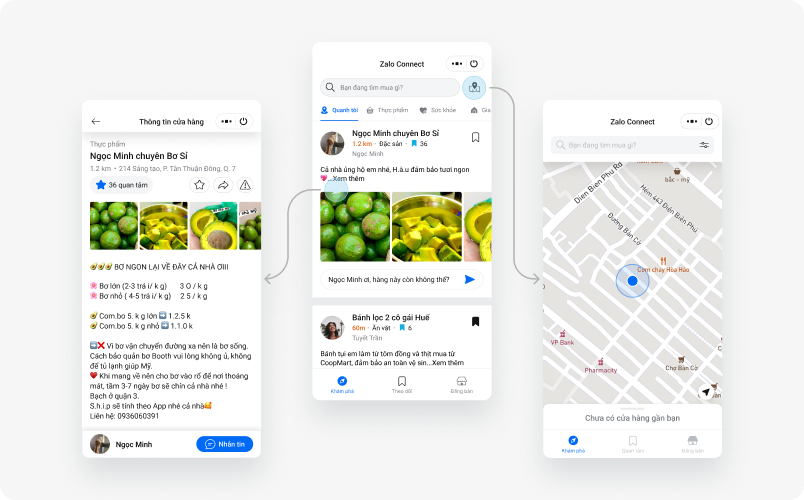 Thông tin cửa hàng
Thực phẩm
Ngọc Minh chuyên Bơ Sỉ
1.2 km • 214 Sáng tạo, P. Tân Thuận Đông, Q. 7
36 quan tâm
🥑🥑🥑 BƠ NGON LẠI VỀ ĐÂY CẢ NHÀ ƠIIII
🌸 Bơ lớn (2-3 trá i/ k g) 3 0 / k g
🌸 Bơ nhỏ ( 4-5 trá i/ k g) 2 5 / k g
🥑 Com.bo 5. k g lớn ➡️ 1.2.5 k
🥑 Com.bo 5. k g nhỏ ➡️ 1.1.0 k
➡️❌ Vì bơ vận chuyển đường xa nên là bơ sống.
Cách bảo quản bơ Booth vui lòng không ủ, không
để tủ lạnh giúp Mỹ.
❤️ Khi mang về nên cho bơ vào rổ để nơi thoáng
mát, tầm 3-7 ngày bơ sẽ chín cả nhà nhé !
Bạch ở quận 3.
S.h.i.p sẽ tính theo App nhé cả nhà🥰
Liên hệ: 0936060391
Ngọc Minh
Nhắn tin
Zalo Connect
Bạn đang tìm mua gì?
Quanh tôi
Thực phẩm
Sức khỏe
Gia
Ngọc Minh chuyên Bơ Sỉ
1.2 km • Đặc sản • 36
Ngọc Minh
Cả nhà ủng hộ em nhé, H.à.u đảm bảo tươi ngon
💖...Xem thêm
Ngọc Minh ơi, hàng này còn không thế?
Bánh lọc 2 cô gái Huế
60m • Ăn vặt • 6
Tuyết Trân
Bánh tụi em làm từ tôm đồng và thịt mua từ
CoopMart, đảm bảo an toàn vệ sin...Xem thêm
Khám phá
Theo dõi
Đăng bán
Zalo Connect
Bạn đang tìm mua gì?
Dien Bien Phu Rd
bắc - mỹ
Hẻm 443 Điện Biên Phủ
Đường Bàn Cờ
Cơm chay Hòa Hảo
VP Bank
Pharmacity
Chợ Bàn Cờ
Chưa có cửa hàng gần bạn
Khám phá
Quan tâm
Đăng bán